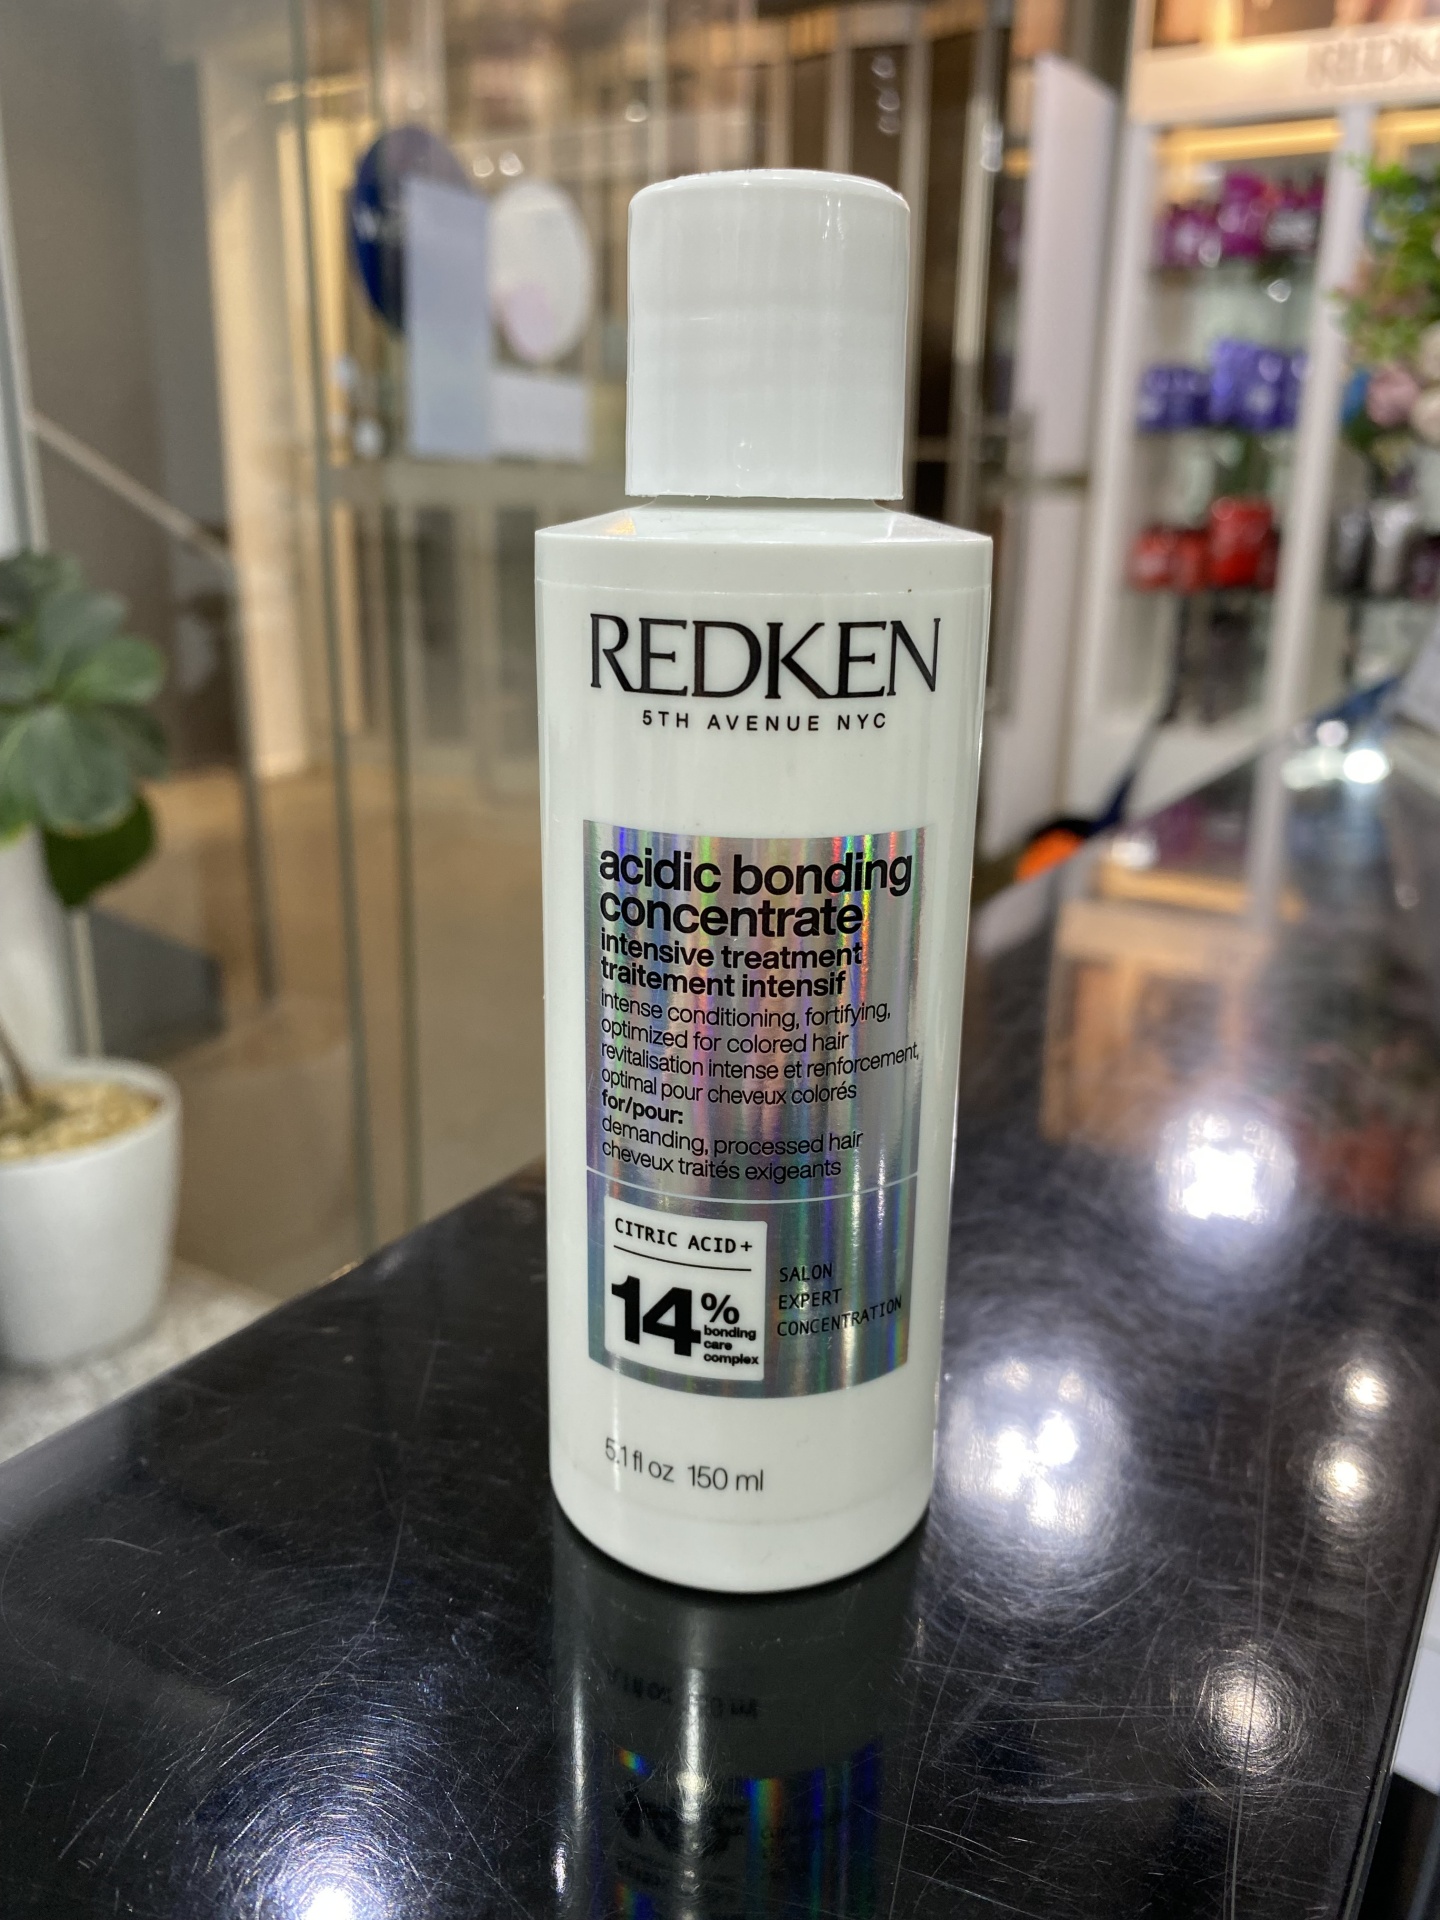 REDKEN
5TH AVENUE NYC
acidic bonding
concentrate
intensive treatment
traitement intensif
intense conditioning, fortifying,
optimized for colored hair
revitalisation intense et renforcement,
optimal pour cheveux colorés
for/pour:
demanding, processed hair
cheveux traités exigeants
CITRIC ACID+
14%
bonding
care
complex
SALON
EXPERT
CONCENTRATION
5.1 fl oz 150 ml